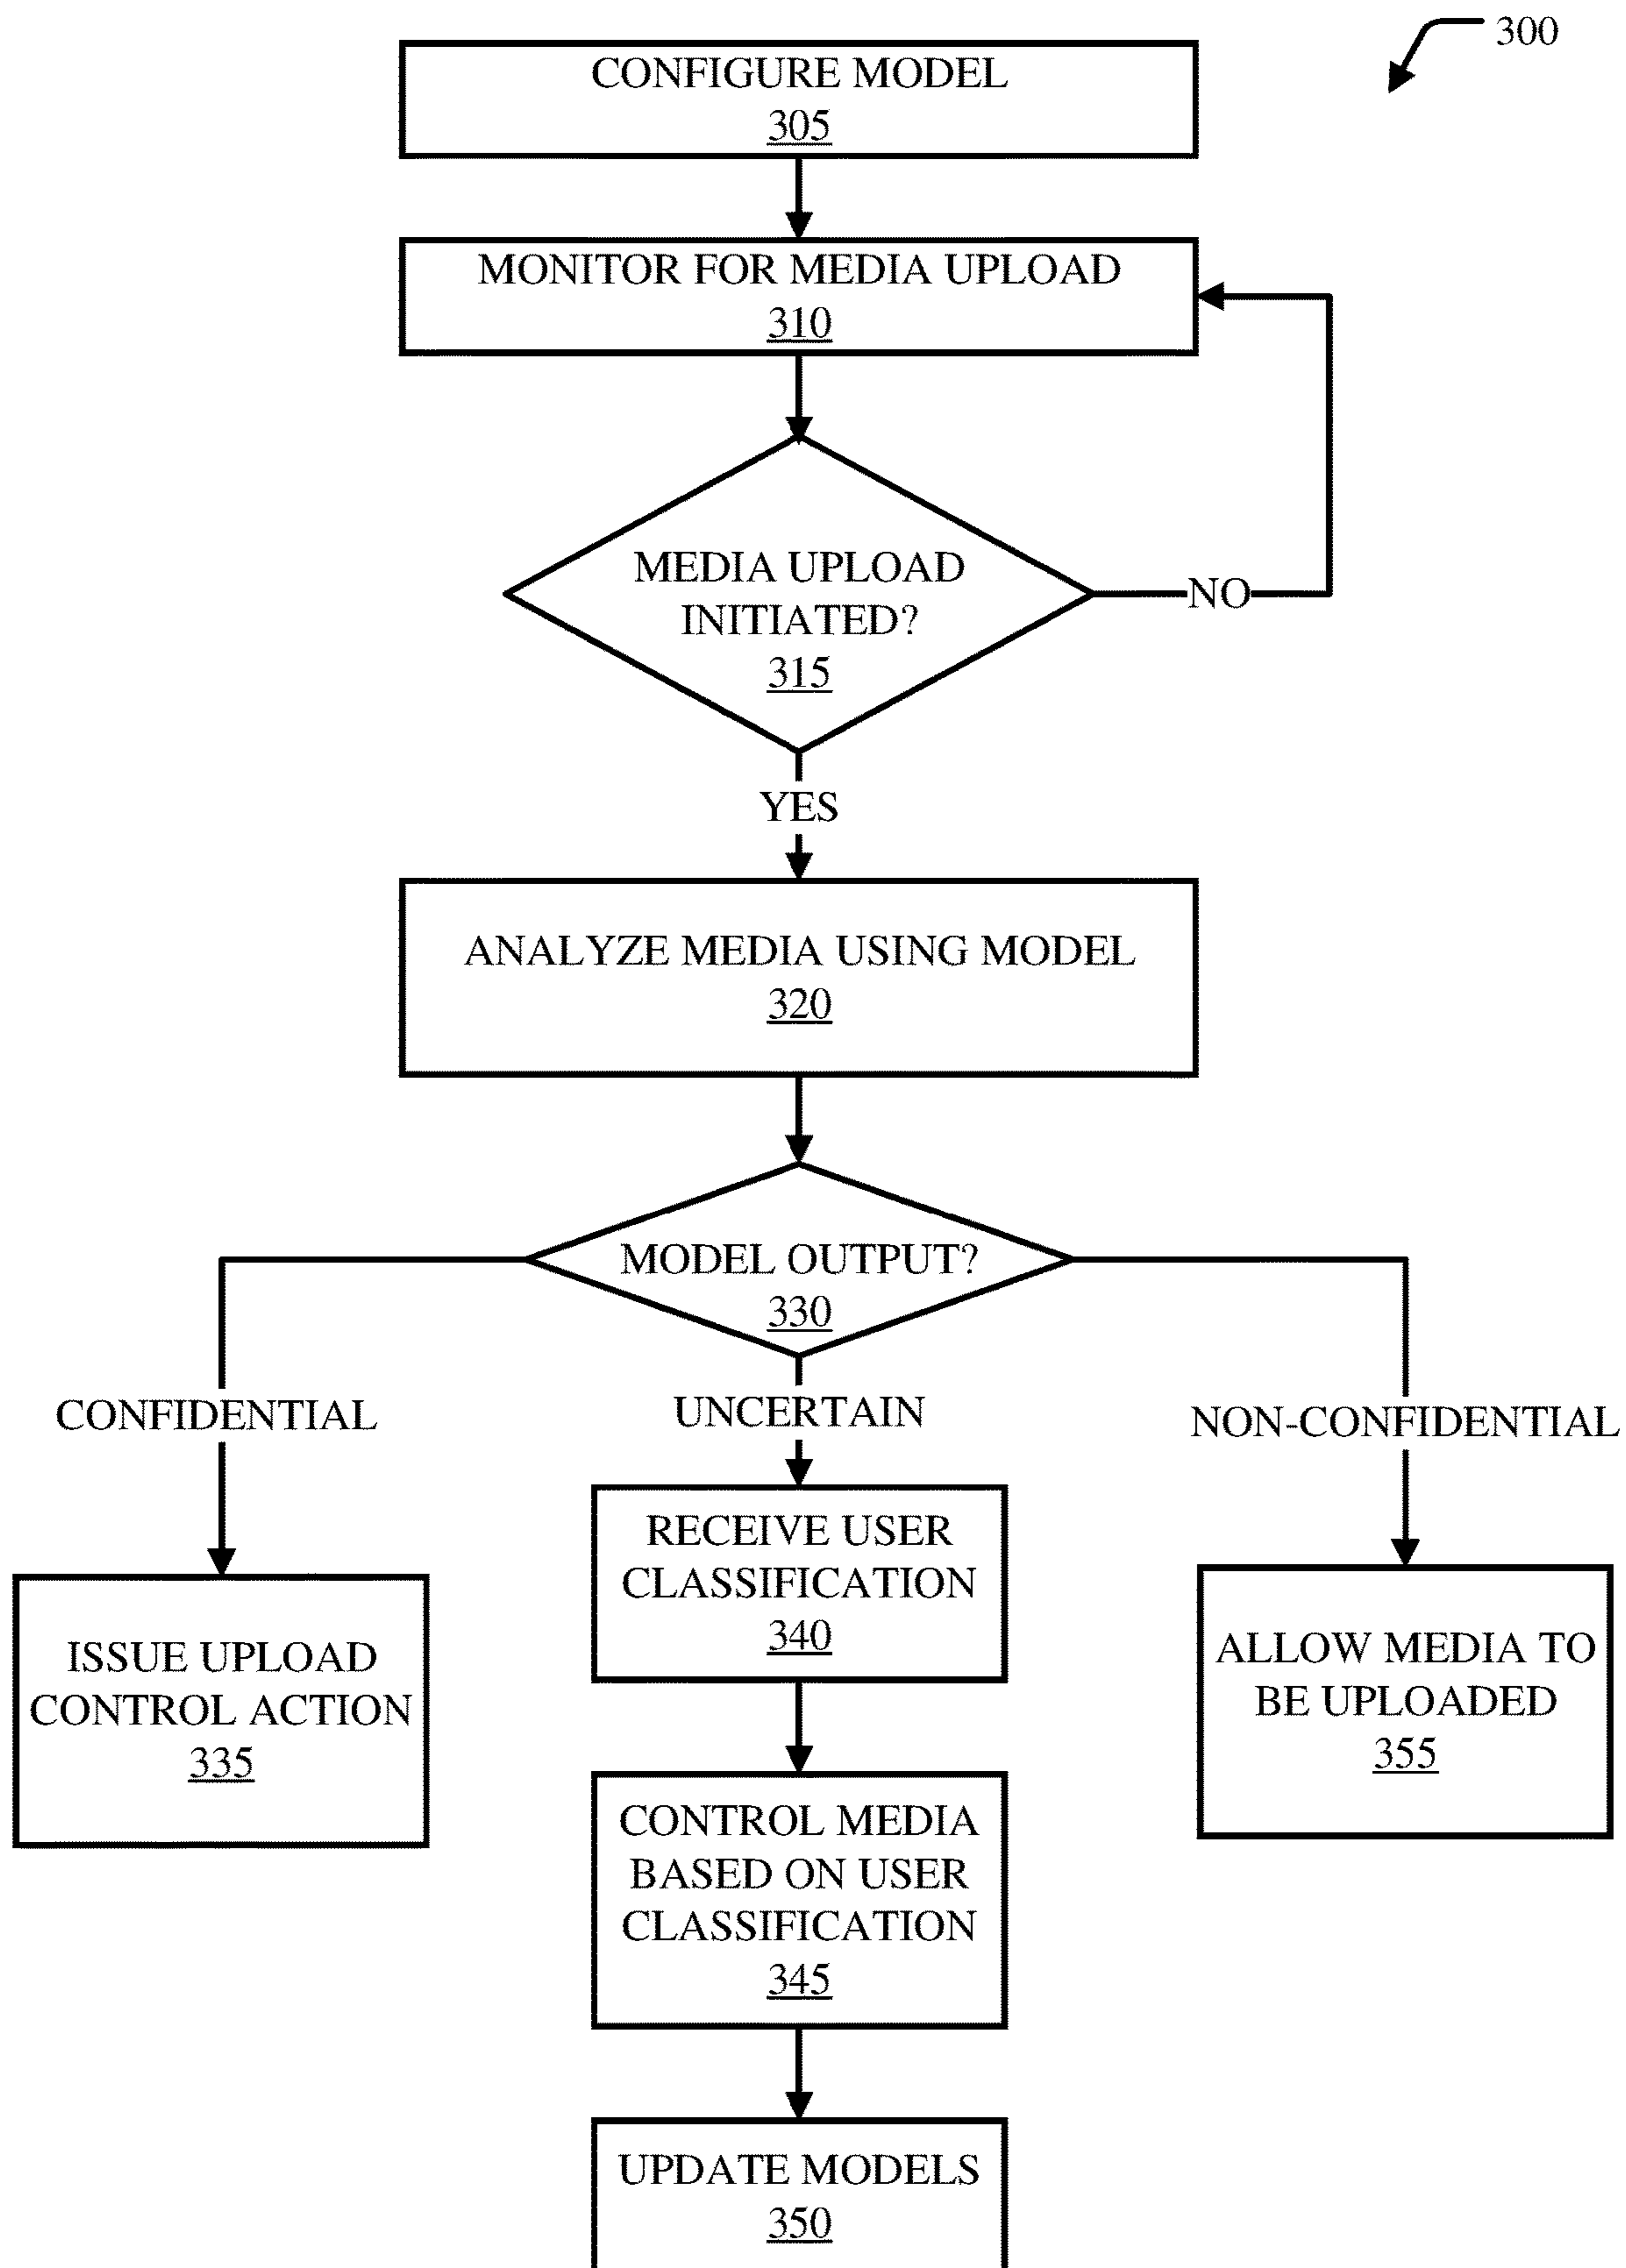 300
CONFIGURE MODEL
305
MONITOR FOR MEDIA UPLOAD
310
MEDIA UPLOAD
INITIATED?
315
NO
YES
ANALYZE MEDIA USING MODEL
320
MODEL OUTPUT?
330
CONFIDENTIAL
UNCERTAIN
NON-CONFIDENTIAL
ISSUE UPLOAD
CONTROL ACTION
335
RECEIVE USER
CLASSIFICATION
340
ALLOW MEDIA TO
BE UPLOADED
355
CONTROL MEDIA
BASED ON USER
CLASSIFICATION
345
UPDATE MODELS
350